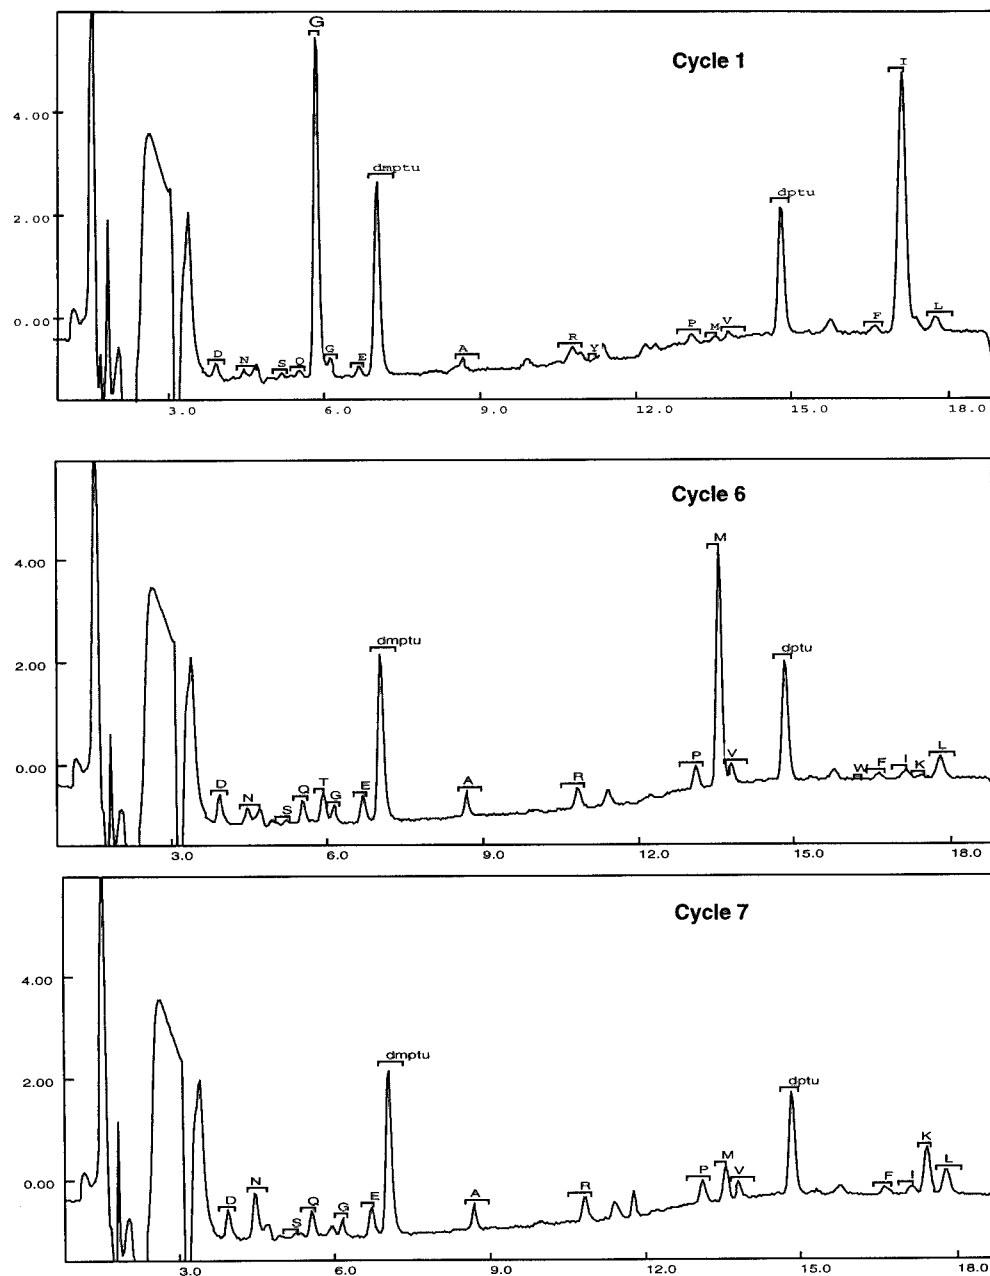 G
Cycle 1
I
4.00
dmptu
dptu
2.00
0.00
D N S Q G E A R Y P M V F L
3.0 6.0 9.0 12.0 15.0 18.0
Cycle 6
M
4.00
dmptu
dptu
2.00
0.00
D N S Q T G E A R P V W F I K L
3.0 6.0 9.0 12.0 15.0 18.0
Cycle 7
4.00
dmptu
dptu
2.00
0.00
D N S Q G E A R P M V F I K L
3.0 6.0 9.0 12.0 15.0 18.0